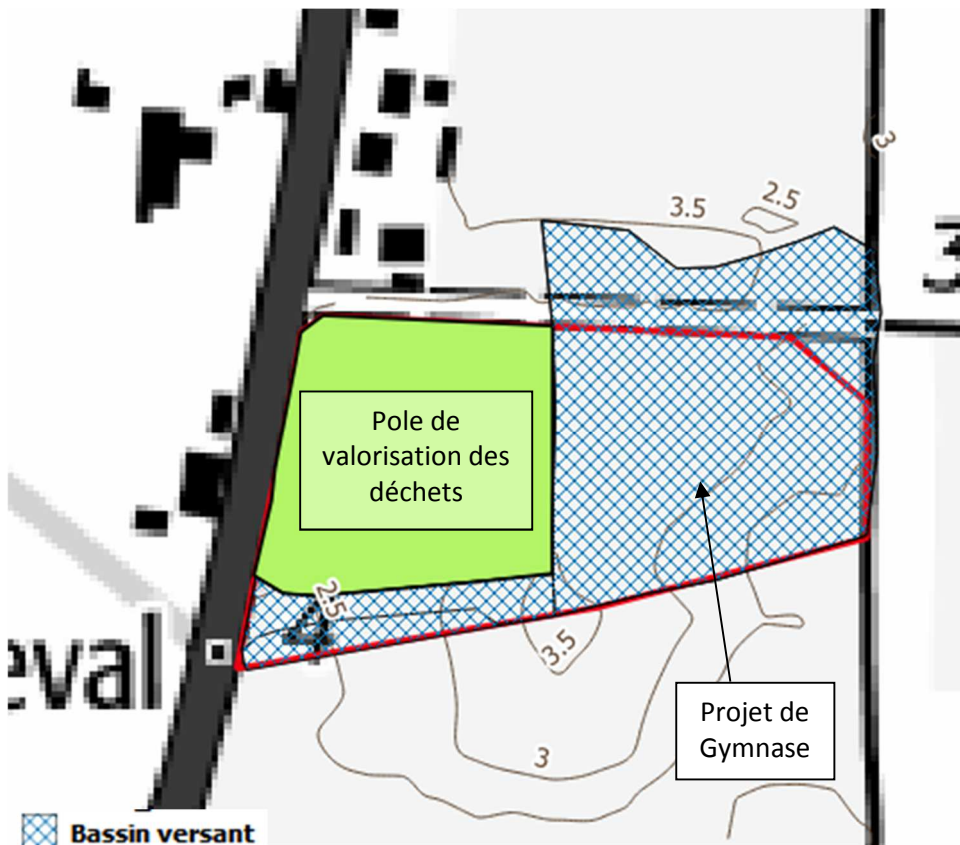 3
2.5
3.5
3
Pole de
valorisation des
déchets
2.5
3.5
eval
Projet de
Gymnase
3
Bassin versant